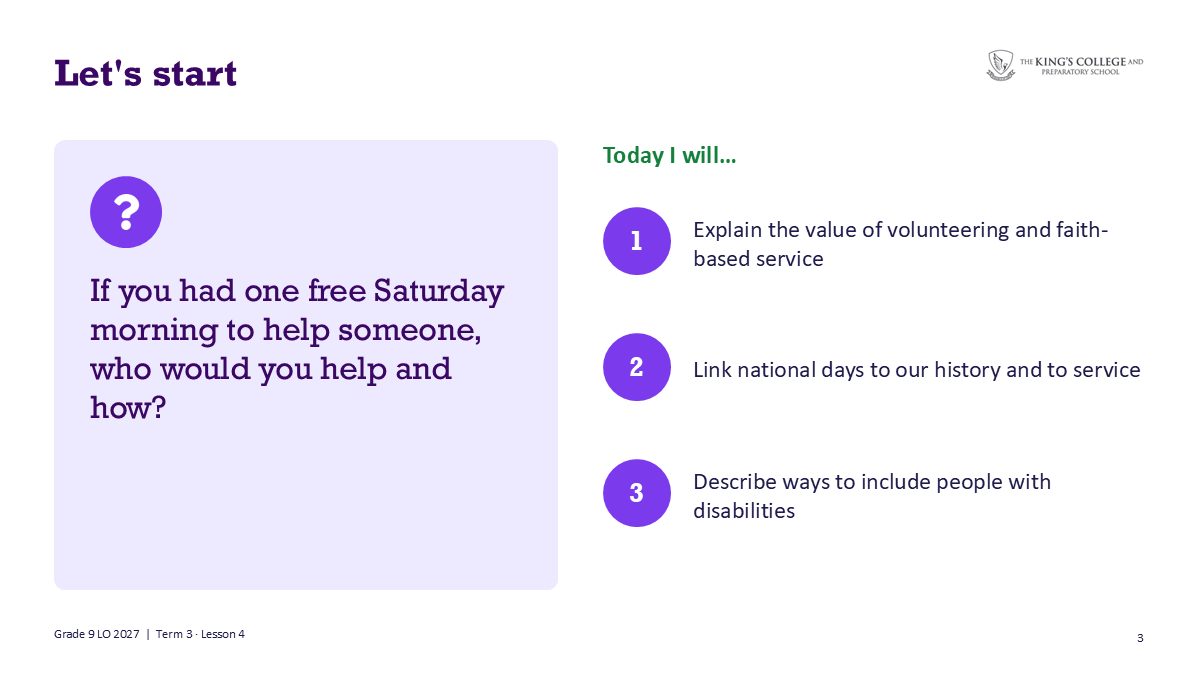 Let's start
THE KING'S COLLEGE AND
PREPARATORY SCHOOL
?
If you had one free Saturday
morning to help someone,
who would you help and
how?
Today I will…
1
Explain the value of volunteering and faith-
based service
2
Link national days to our history and to service
3
Describe ways to include people with
disabilities
Grade 9 LO 2027 | Term 3 · Lesson 4
3